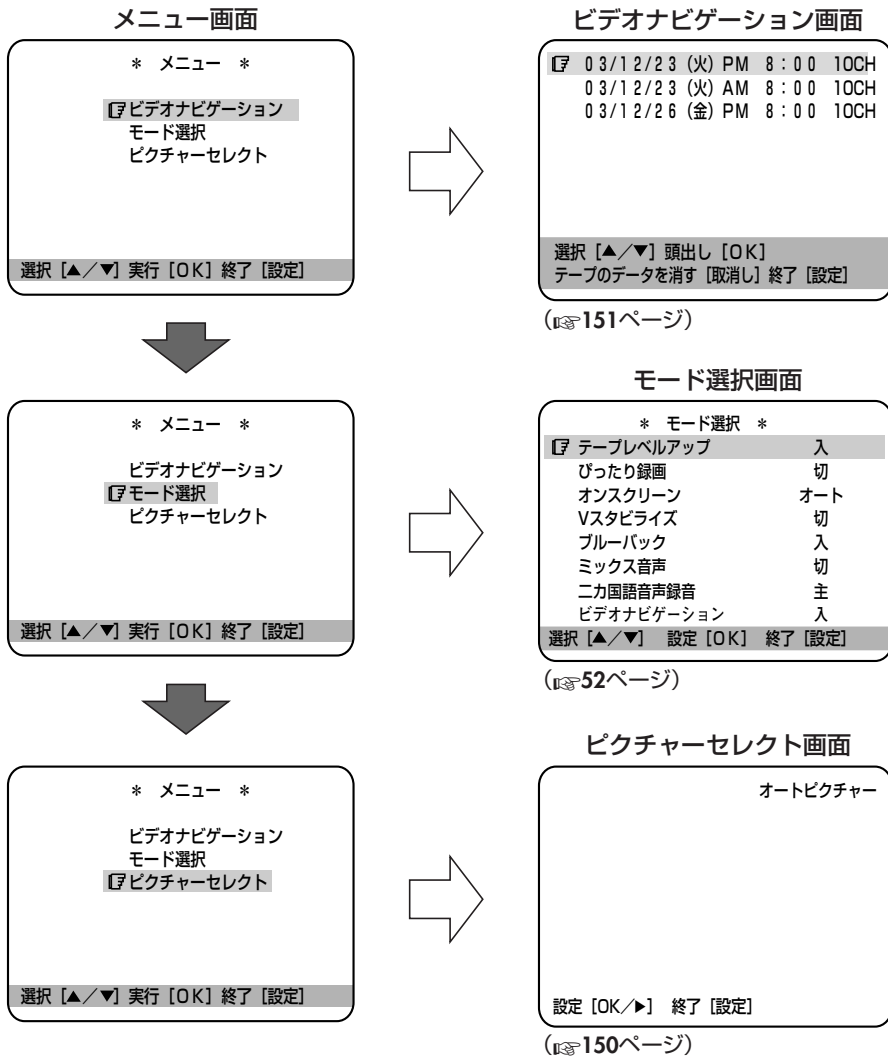 メニュー画面
* メニュー *
☞ビデオナビゲーション
モード選択
ピクチャーセレクト
選択 [▲/▼] 実行 [OK] 終了 [設定]
ビデオナビゲーション画面
☞ 03/12/23 (火) PM 8:00 10CH
03/12/23 (火) AM 8:00 10CH
03/12/26 (金) PM 8:00 10CH
選択 [▲/▼] 頭出し [OK]
テープのデータを消す [取消し] 終了 [設定]
(☞151ページ)
* メニュー *
ビデオナビゲーション
☞モード選択
ピクチャーセレクト
選択 [▲/▼] 実行 [OK] 終了 [設定]
モード選択画面
* モード選択 *
☞ テープレベルアップ 入
ぴったり録画 切
オンスクリーン オート
Vスタビライズ 切
ブルーバック 入
ミックス音声 切
二カ国語音声録音 主
ビデオナビゲーション 入
選択 [▲/▼] 設定 [OK] 終了 [設定]
(☞52ページ)
* メニュー *
ビデオナビゲーション
モード選択
☞ピクチャーセレクト
選択 [▲/▼] 実行 [OK] 終了 [設定]
ピクチャーセレクト画面
オートピクチャー
設定 [OK/▶] 終了 [設定]
(☞150ページ)